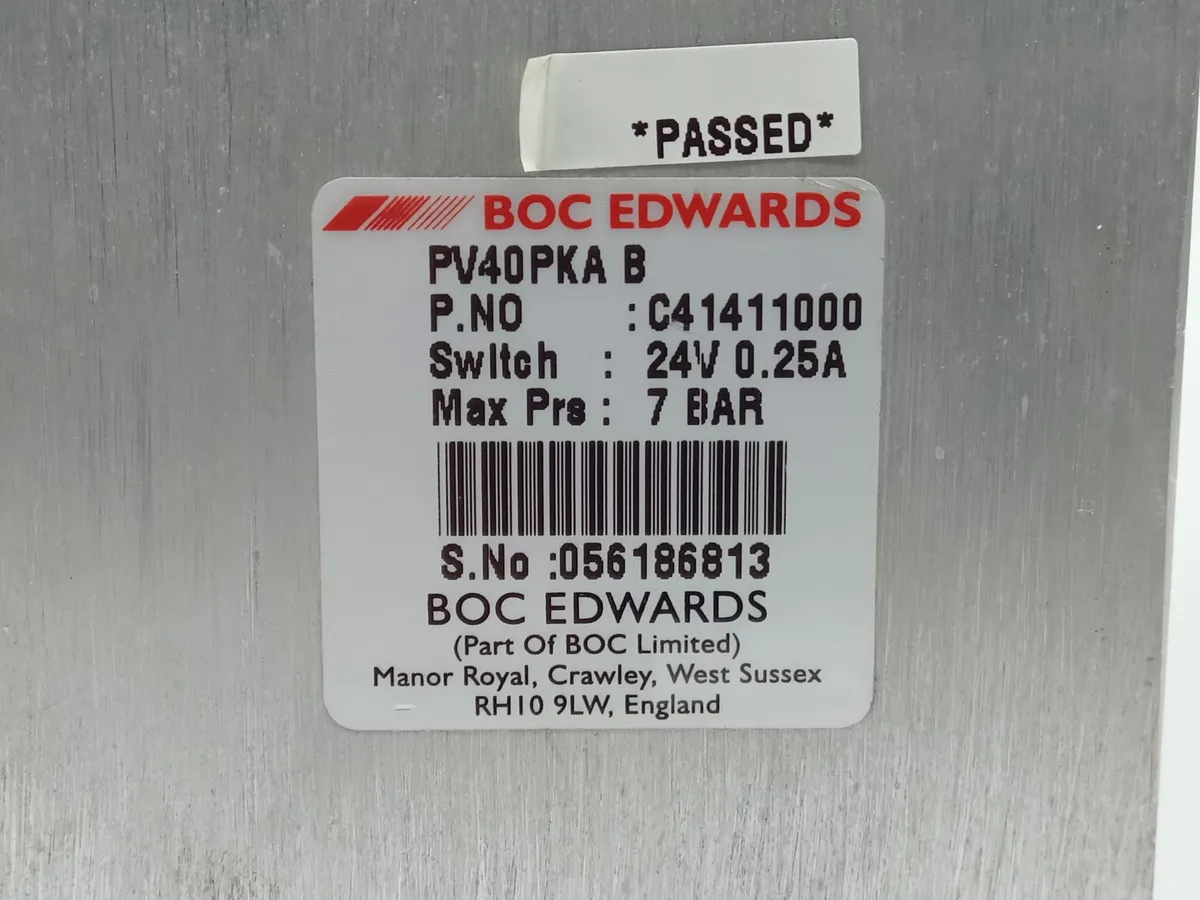 *PASSED*
BOC EDWARDS
PV40PKA B
P.NO : C41411000
Switch : 24V 0.25A
Max Prs : 7 BAR
S.No :056186813
BOC EDWARDS
(Part Of BOC Limited)
Manor Royal, Crawley, West Sussex
RH10 9LW, England